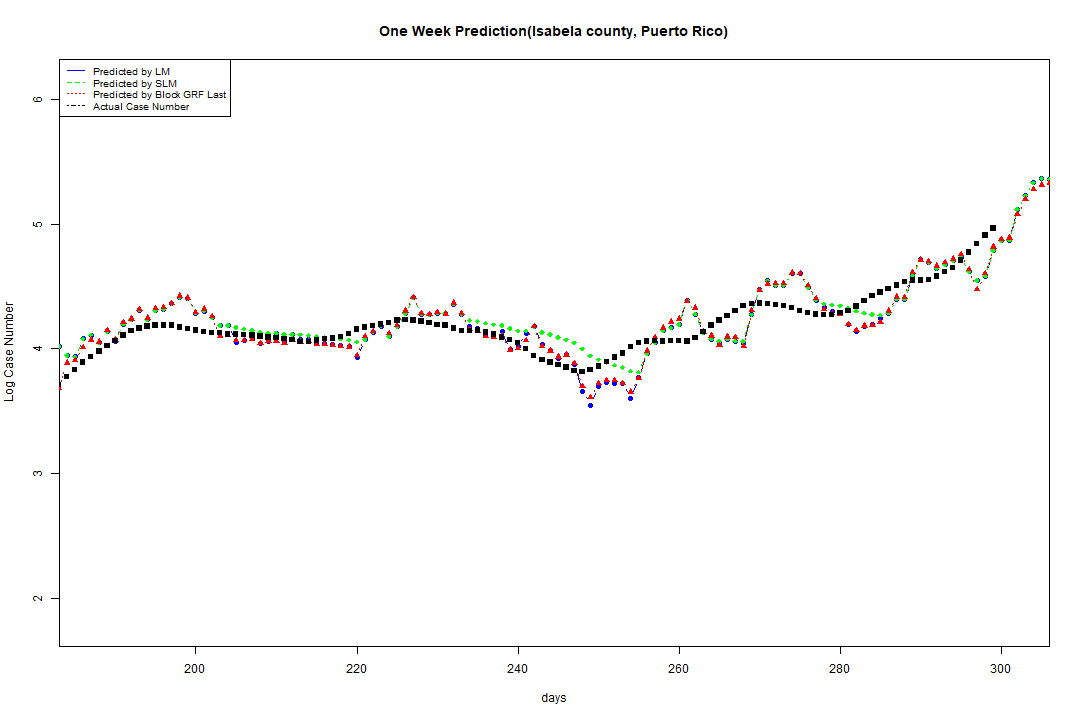 One Week Prediction(Isabela county, Puerto Rico)
Predicted by LM
Predicted by SLM
Predicted by Block GRF Last
Actual Case Number
6
5
4
3
2
Log Case Number
200
220
240
260
280
300
days